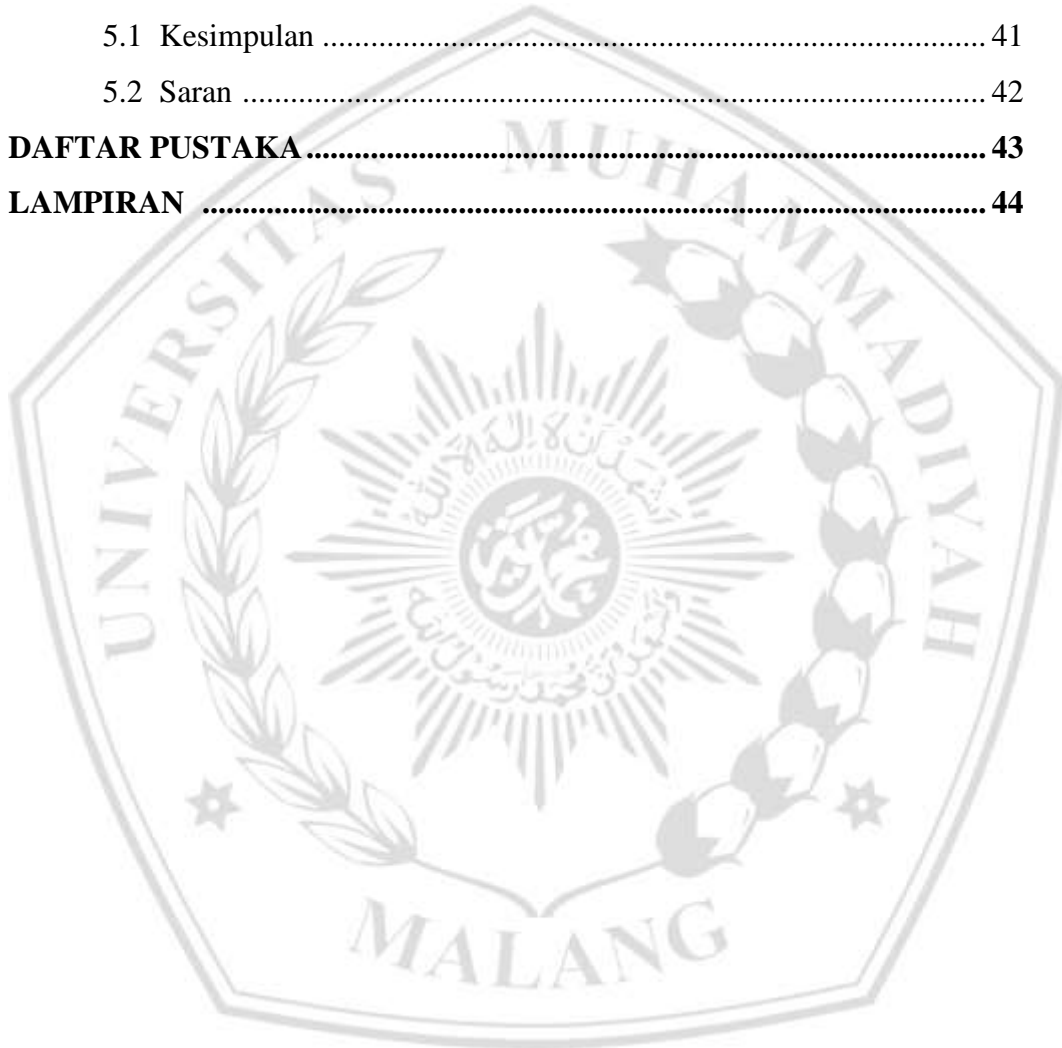 5.1 Kesimpulan ........................................................................ 41
5.2 Saran ................................................................................ 42
DAFTAR PUSTAKA ......................................................................... 43
LAMPIRAN .................................................................................... 44
UNIVERSITAS MUHAMMADIYAH
MALANG